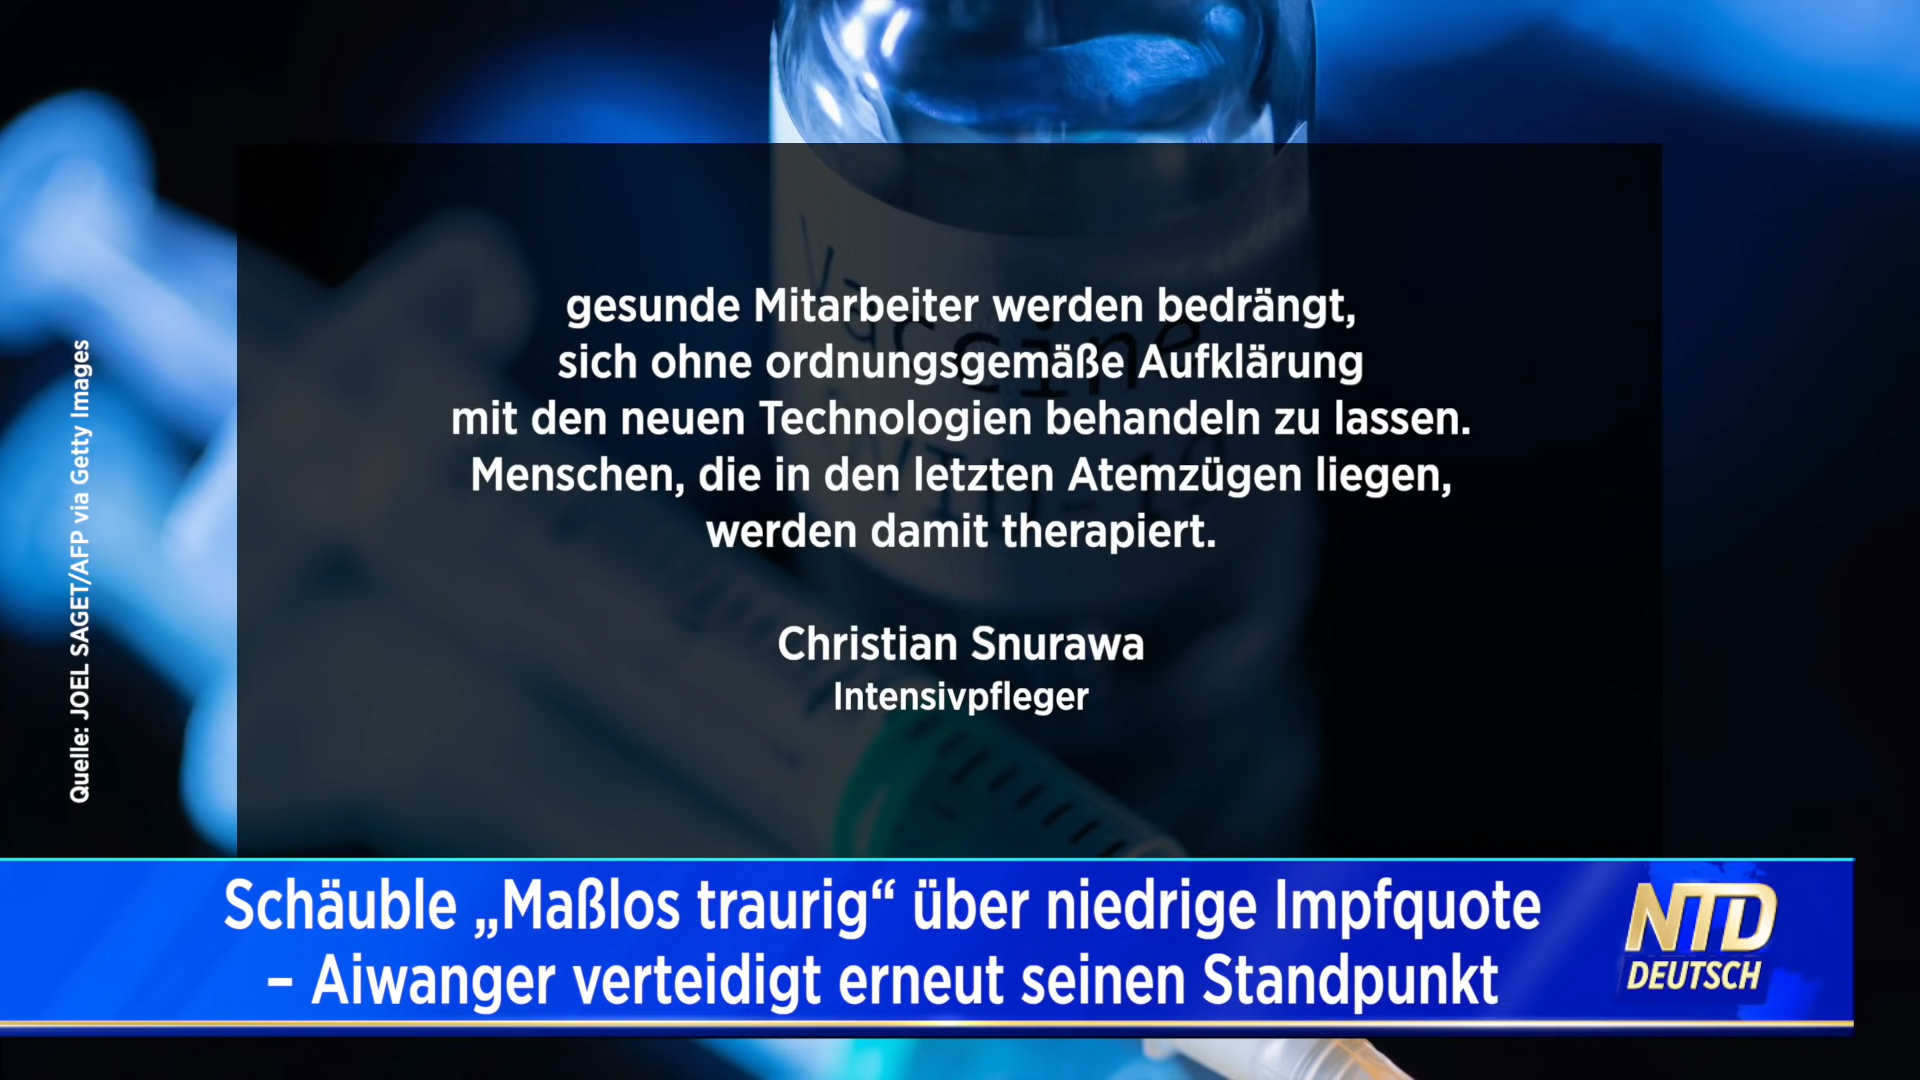 gesunde Mitarbeiter werden bedrängt,
sich ohne ordnungsgemäße Aufklärung
mit den neuen Technologien behandeln zu lassen.
Menschen, die in den letzten Atemzügen liegen,
werden damit therapiert.
Christian Snurawa
Intensivpfleger
Quelle: JOEL SAGET/AFP via Getty Images
Vaccine
Schäuble „Maßlos traurig“ über niedrige Impfquote
– Aiwanger verteidigt erneut seinen Standpunkt
NTD
DEUTSCH